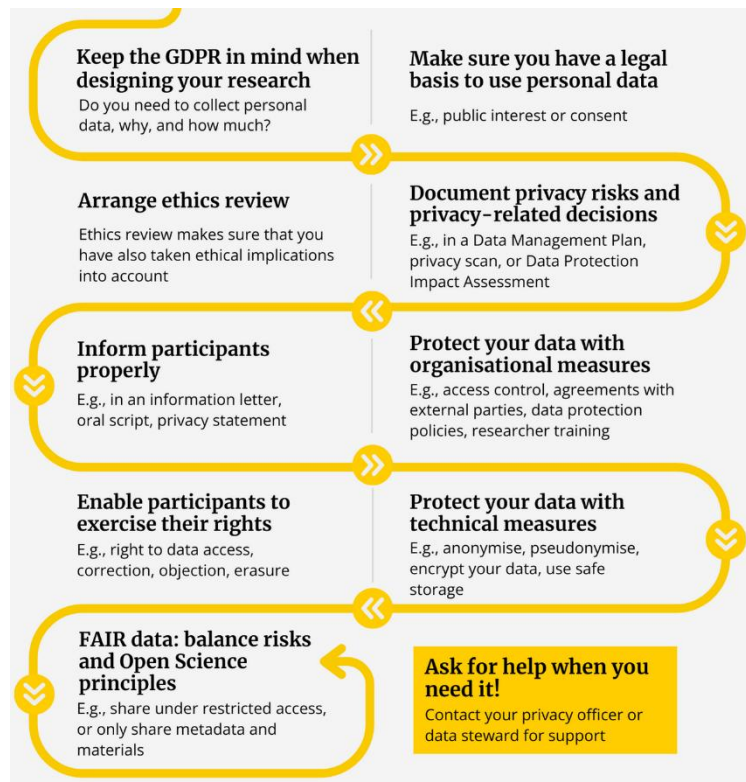 Keep the GDPR in mind when
designing your research
Do you need to collect personal
data, why, and how much?
Make sure you have a legal
basis to use personal data
E.g., public interest or consent
Document privacy risks and
privacy-related decisions
E.g., in a Data Management Plan,
privacy scan, or Data Protection
Impact Assessment
Arrange ethics review
Ethics review makes sure that you
have also taken ethical implications
into account
Inform participants
properly
E.g., in an information letter,
oral script, privacy statement
Protect your data with
organisational measures
E.g., access control, agreements with
external parties, data protection
policies, researcher training
Protect your data with
technical measures
E.g., anonymise, pseudonymise,
encrypt your data, use safe
storage
Enable participants to
exercise their rights
E.g., right to data access,
correction, objection, erasure
FAIR data: balance risks
and Open Science
principles
E.g., share under restricted access,
or only share metadata and
materials
Ask for help when you
need it!
Contact your privacy officer or
data steward for support